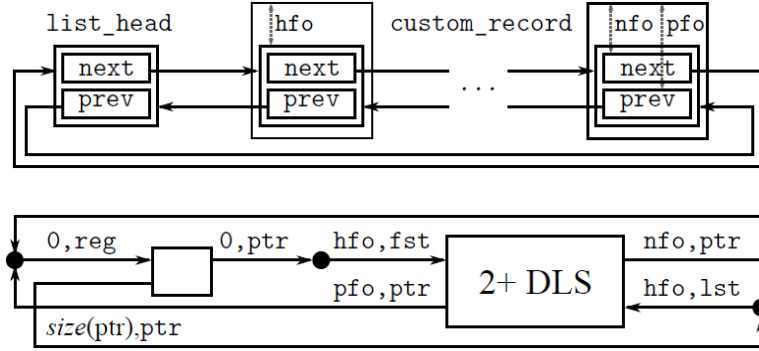 list_head hfo custom_record nfo pfo
next next next
...
prev prev prev
0,reg 0,ptr hfo,fst nfo,ptr
2+ DLS
pfo,ptr hfo,lst
size(ptr),ptr